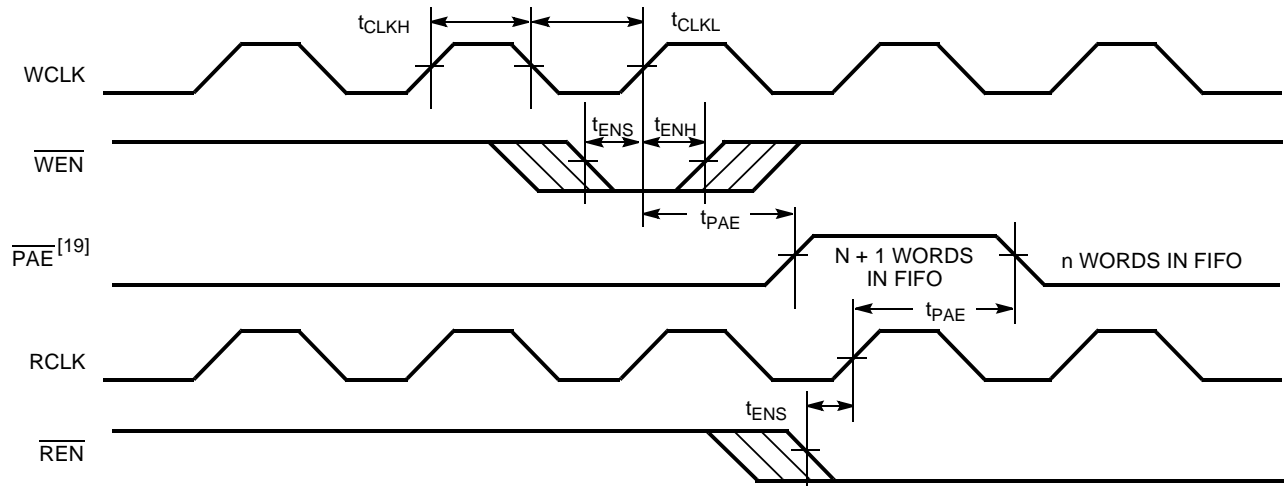 tCLKH
tCLKL
WCLK
tENS
tENH
WEN
tPAE
PAE [19]
N + 1 WORDS
IN FIFO
n WORDS IN FIFO
tPAE
RCLK
tENS
REN